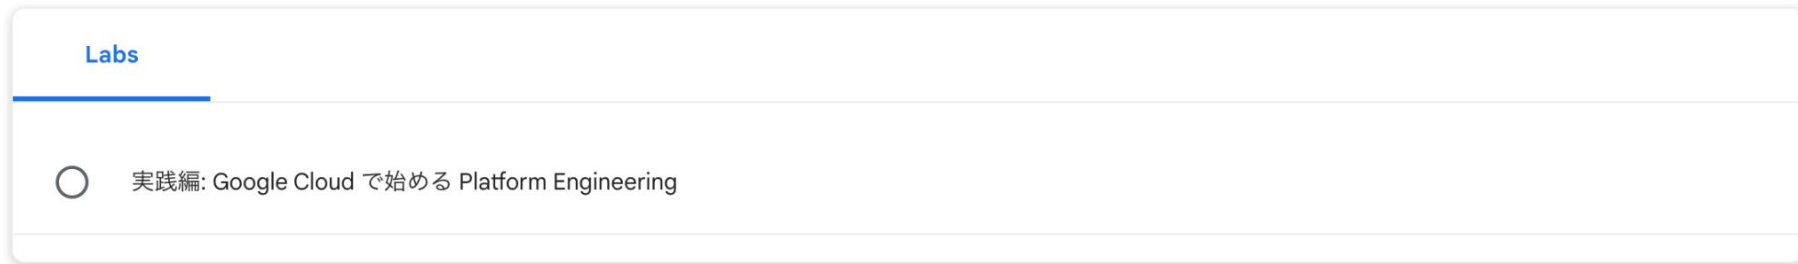 Labs
実践編: Google Cloud で始める Platform Engineering